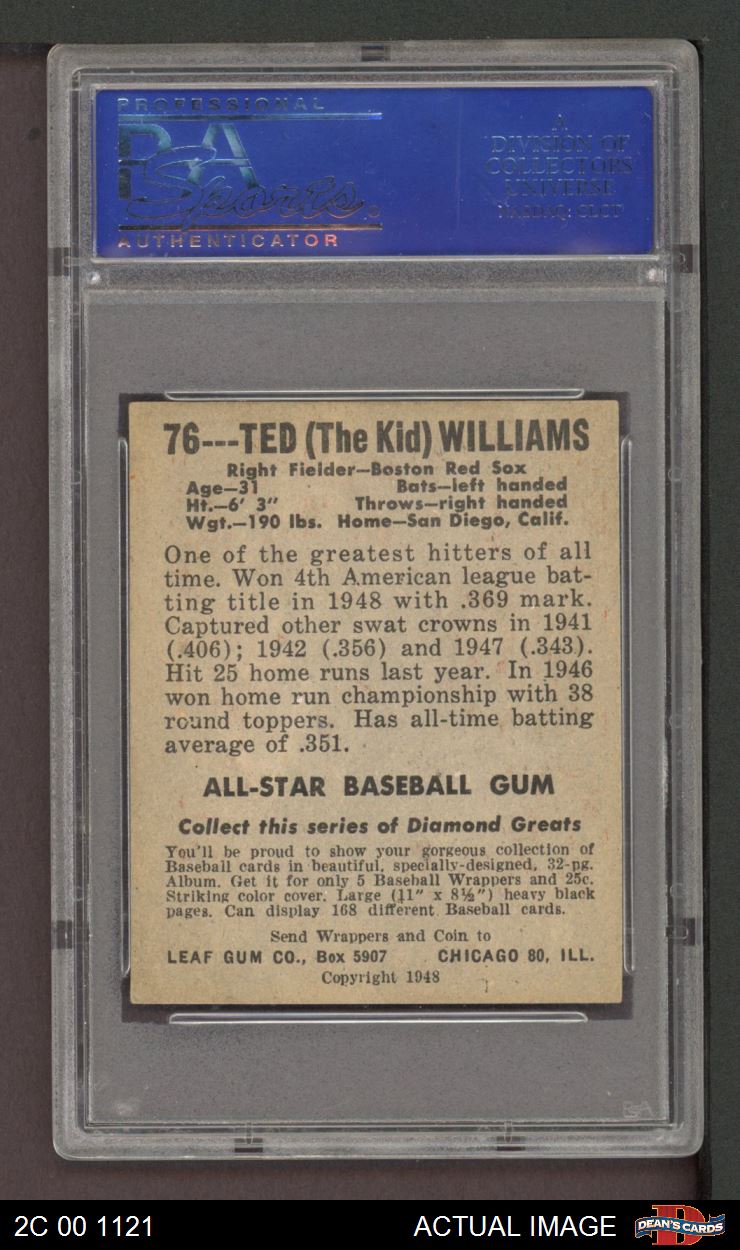 PROFESSIONAL
PSA
Sports
AUTHENTICATOR
A
DIVISION OF
COLLECTORS
UNIVERSE
NASDAQ: CLCT
76---TED (The Kid) WILLIAMS
Right Fielder—Boston Red Sox
Age—31 Bats—left handed
Ht.—6' 3" Throws—right handed
Wgt.—190 lbs. Home—San Diego, Calif.
One of the greatest hitters of all
time. Won 4th American league bat-
ting title in 1948 with .369 mark.
Captured other swat crowns in 1941
(.406); 1942 (.356) and 1947 (.343).
Hit 25 home runs last year. In 1946
won home run championship with 38
round toppers. Has all-time batting
average of .351.
ALL-STAR BASEBALL GUM
Collect this series of Diamond Greats
You'll be proud to show your gorgeous collection of
Baseball cards in beautiful, specially-designed, 32-pg.
Album. Get it for only 5 Baseball Wrappers and 25c.
Striking color cover. Large (11" x 8½") heavy black
pages. Can display 168 different Baseball cards.
Send Wrappers and Coin to
LEAF GUM CO., Box 5907 CHICAGO 80, ILL.
Copyright 1948
PSA
2C 00 1121 ACTUAL IMAGE DEAN'S CARDS